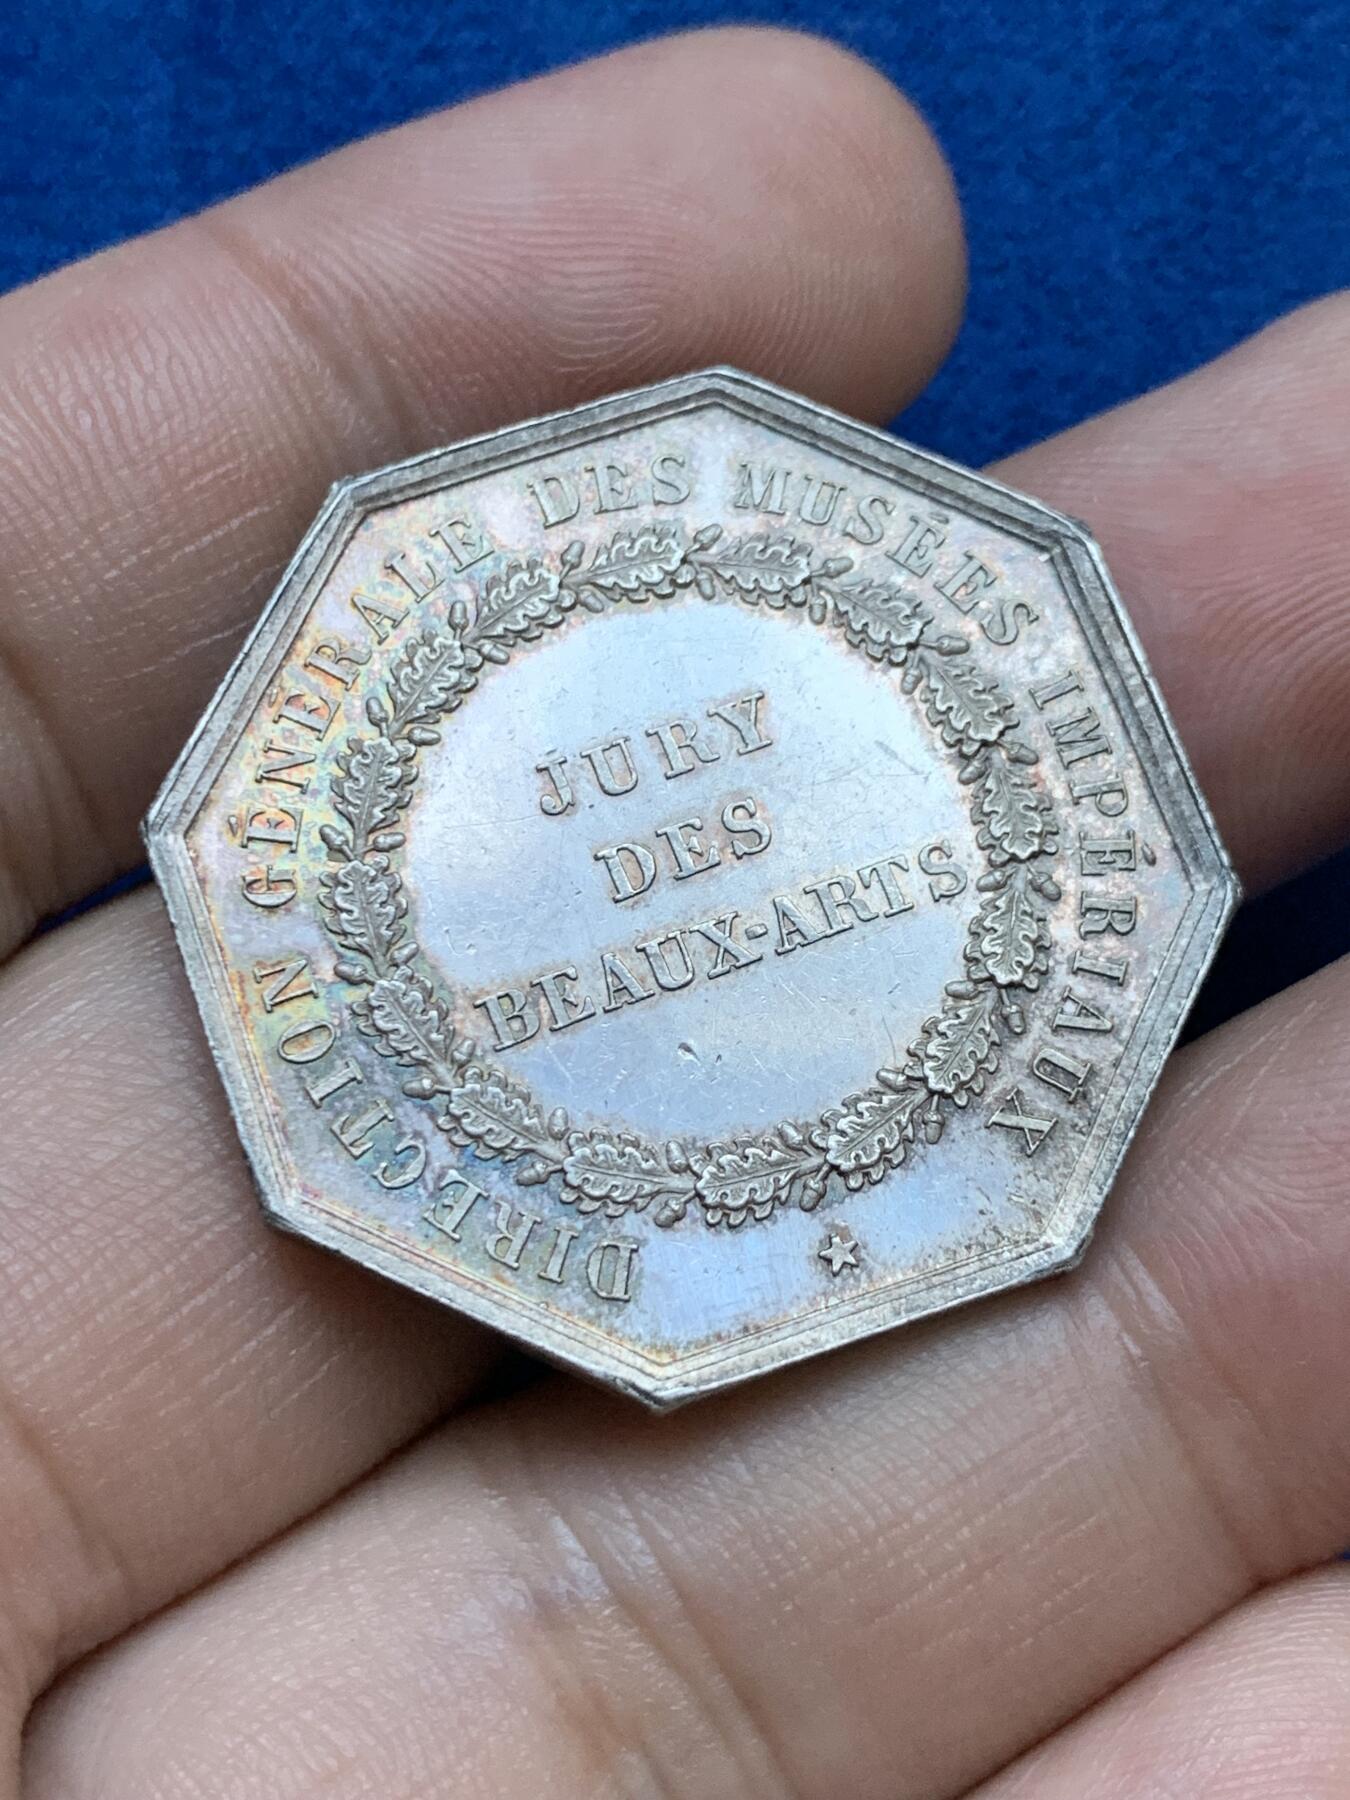 DIRECTION GÉNÉRALE DES MUSÉES IMPÉRIAUX
JURY
DES
BEAUX-ARTS